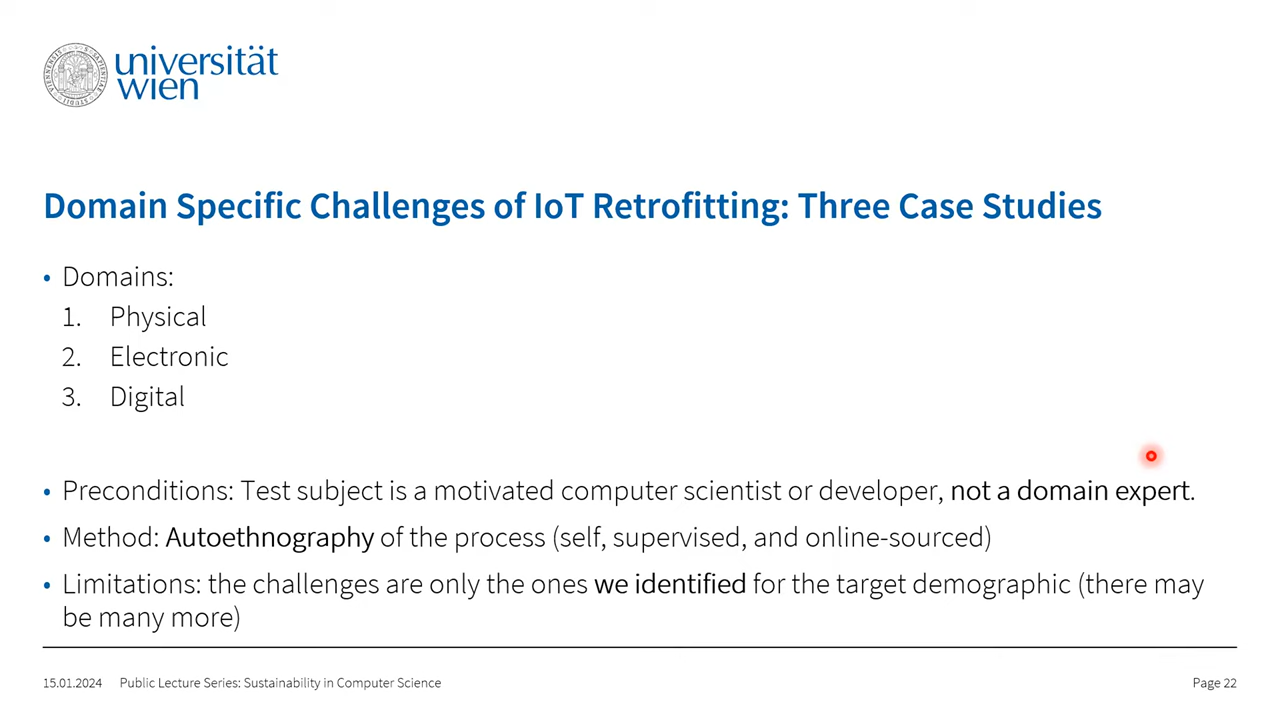 universität
wien
Domain Specific Challenges of IoT Retrofitting: Three Case Studies
• Domains:
1. Physical
2. Electronic
3. Digital
• Preconditions: Test subject is a motivated computer scientist or developer, not a domain expert.
• Method: Autoethnography of the process (self, supervised, and online-sourced)
• Limitations: the challenges are only the ones we identified for the target demographic (there may
be many more)
15.01.2024 Public Lecture Series: Sustainability in Computer Science Page 22